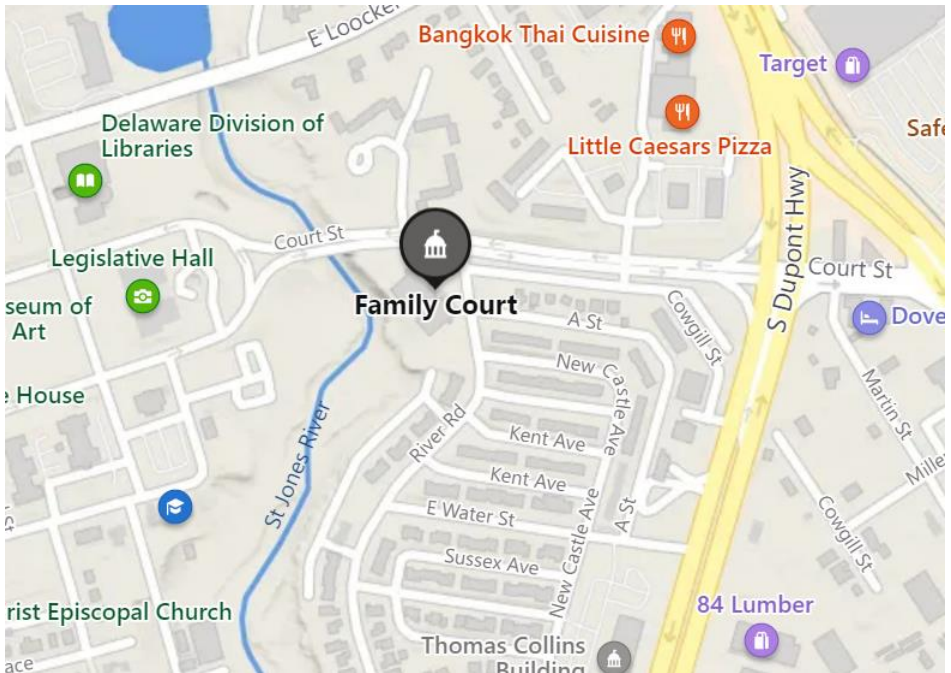 E Loocker
Bangkok Thai Cuisine
Target
Delaware Division of
Libraries
Little Caesars Pizza
Safe
S Dupont Hwy
Court St
Legislative Hall
Court St
seum of
Art
Family Court
A St
Cowgill St
Dove
New Castle Ave
Martin St
e House
River Rd
Kent Ave
Kent Ave
Mille
St Jones River
E Water St
A St
Cowgill St
Sussex Ave
New Castle Ave
rist Episcopal Church
84 Lumber
Thomas Collins
Building
ace